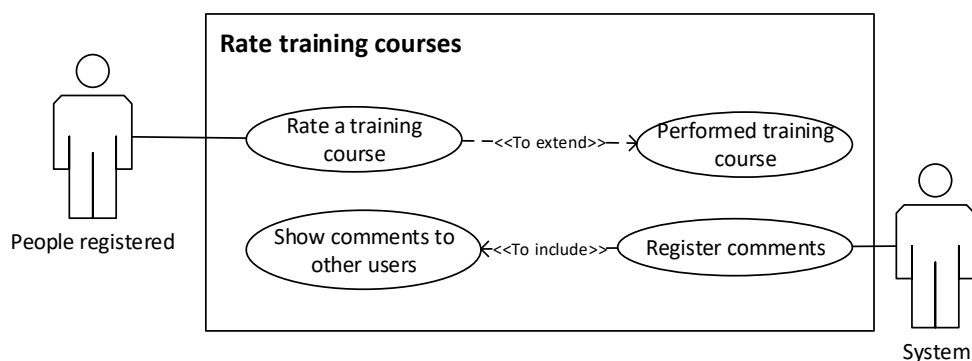 Rate training courses
Rate a training
course
<<To extend>>
Performed training
course
People registered
Show comments to
other users
<<To include>>
Register comments
System